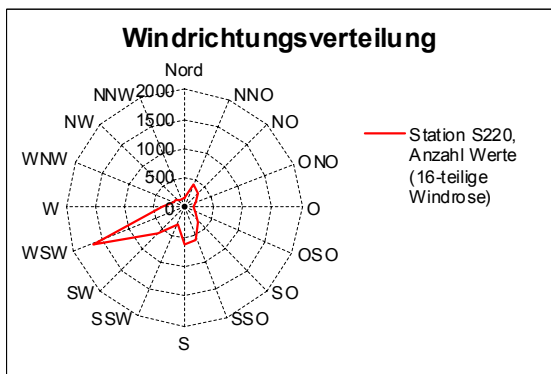 Windrichtungsverteilung
Nord
NNW
2000
NNO
NW
1500
NO
1000
WNW
500
ONO
W
0
O
WSW
OSO
SW
SO
SSW
SSO
S
Station S220,
Anzahl Werte
(16-teilige
Windrose)